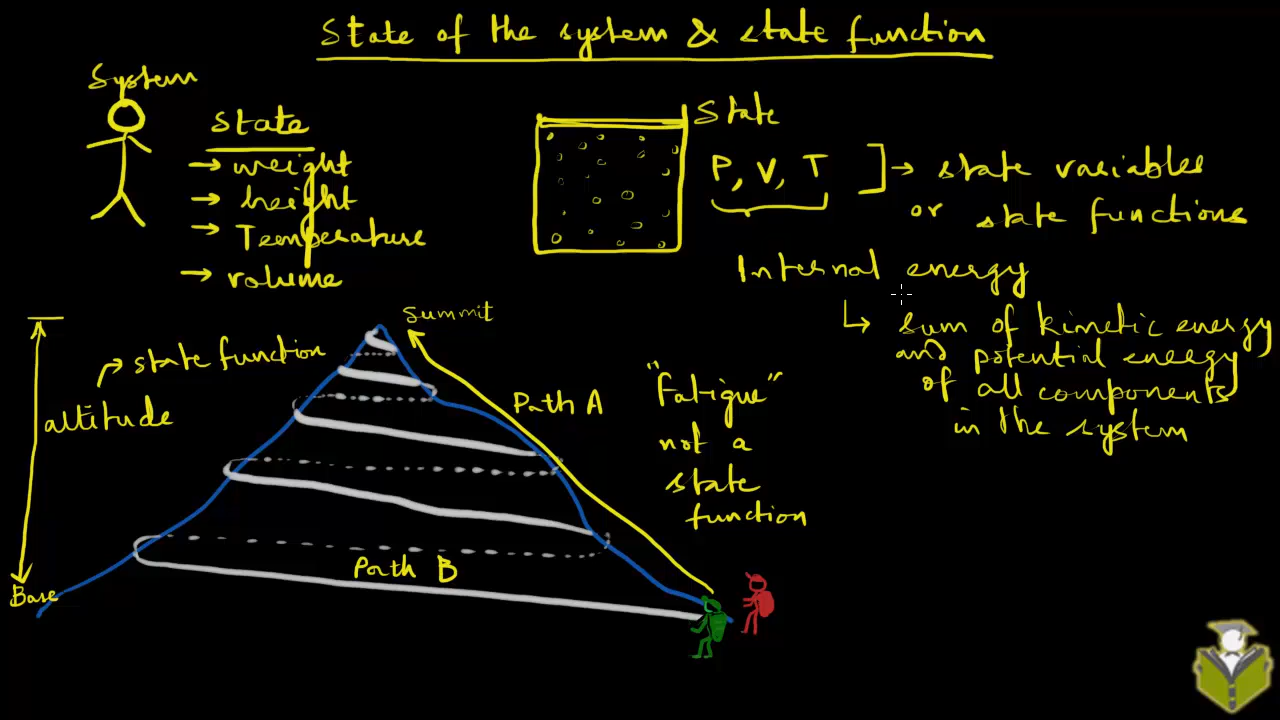 State of the system & state function
System
State
→ weight
→ height
→ Temperature
→ volume
State
P, V, T ] → state variables
or state functions
Internal energy
↳ sum of kinetic energy
and potential energy
of all components
in the system
summit
→ state function
altitude
Base
Path A
Path B
"Fatigue"
not a
state
function